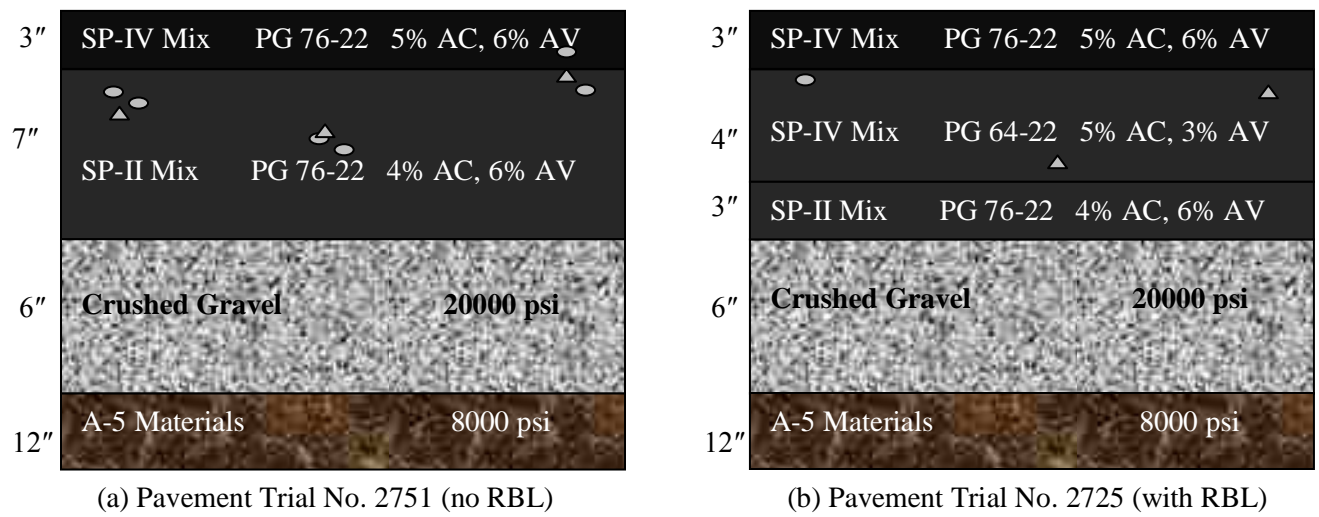 3″ SP-IV Mix PG 76-22 5% AC, 6% AV
7″ SP-II Mix PG 76-22 4% AC, 6% AV
6″ Crushed Gravel 20000 psi
12″ A-5 Materials 8000 psi
(a) Pavement Trial No. 2751 (no RBL)
3″ SP-IV Mix PG 76-22 5% AC, 6% AV
4″ SP-IV Mix PG 64-22 5% AC, 3% AV
3″ SP-II Mix PG 76-22 4% AC, 6% AV
6″ Crushed Gravel 20000 psi
12″ A-5 Materials 8000 psi
(b) Pavement Trial No. 2725 (with RBL)